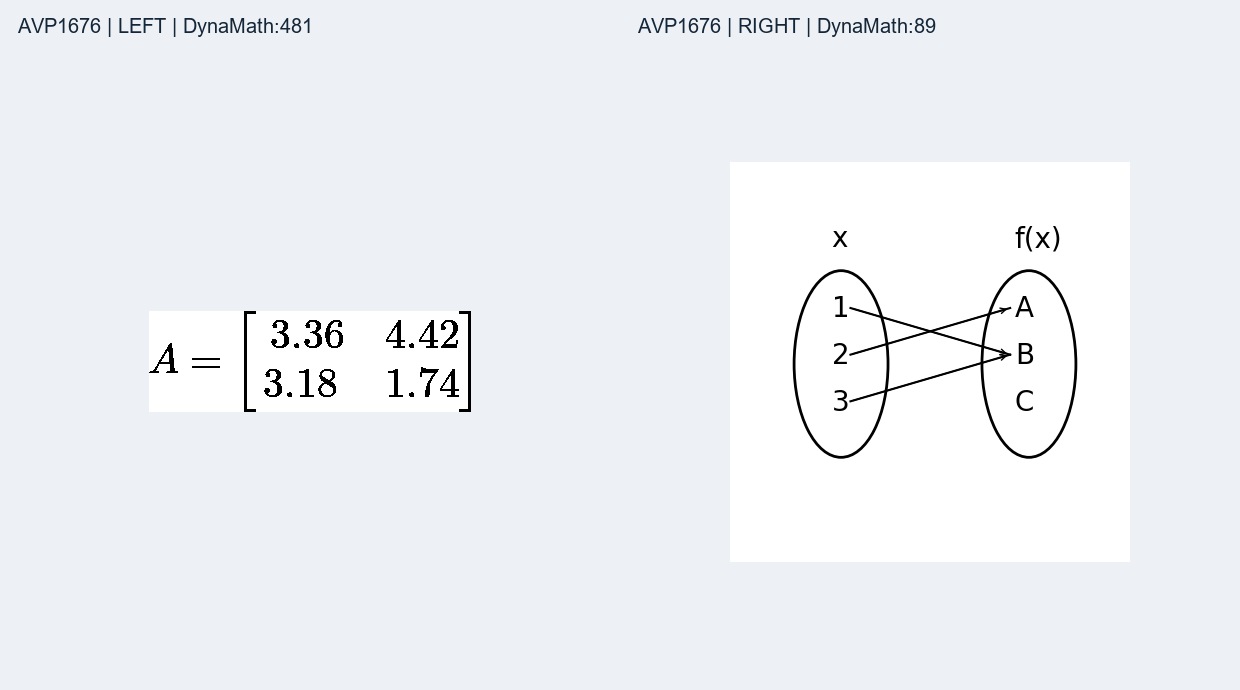 AVP1676 | LEFT | DynaMath:481
A = [3.36 4.42
3.18 1.74]
AVP1676 | RIGHT | DynaMath:89
x f(x)
1 A
2 B
3 C